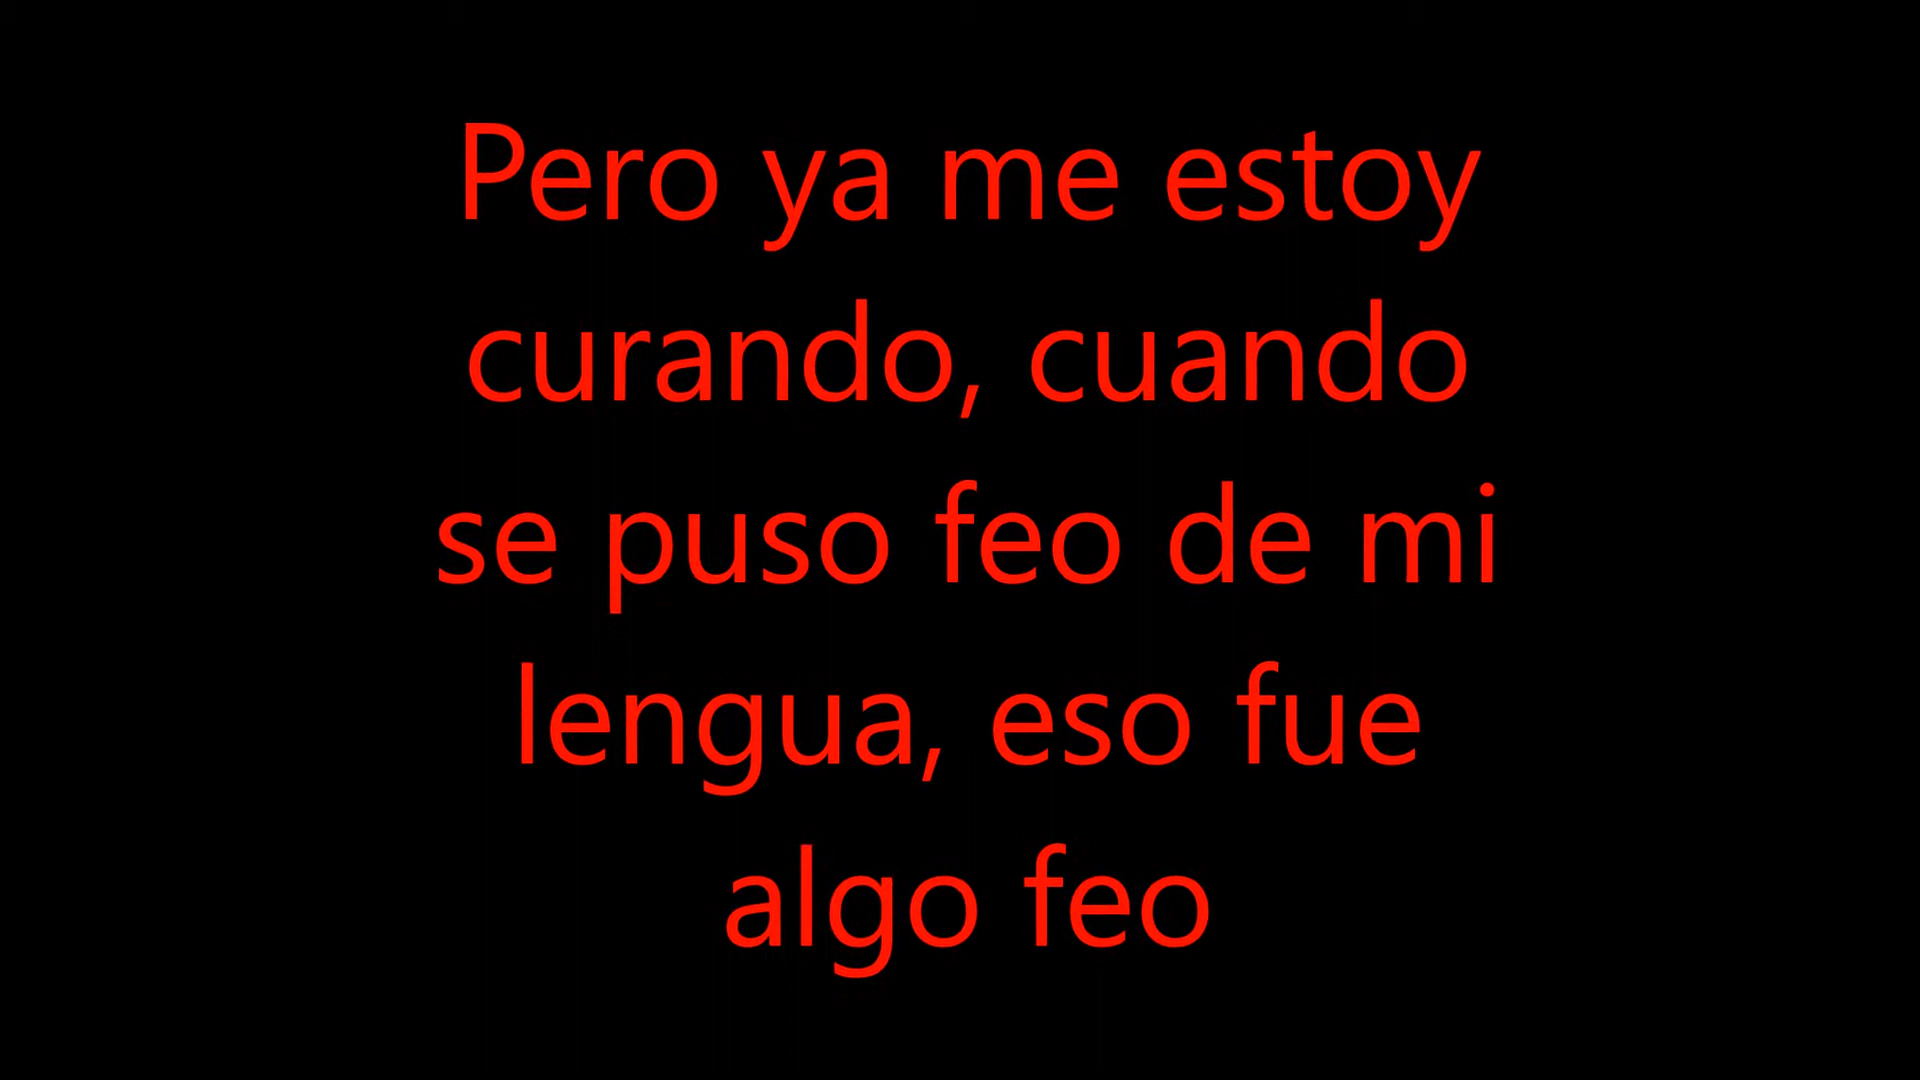 Pero ya me estoy
curando, cuando
se puso feo de mi
lengua, eso fue
algo feo